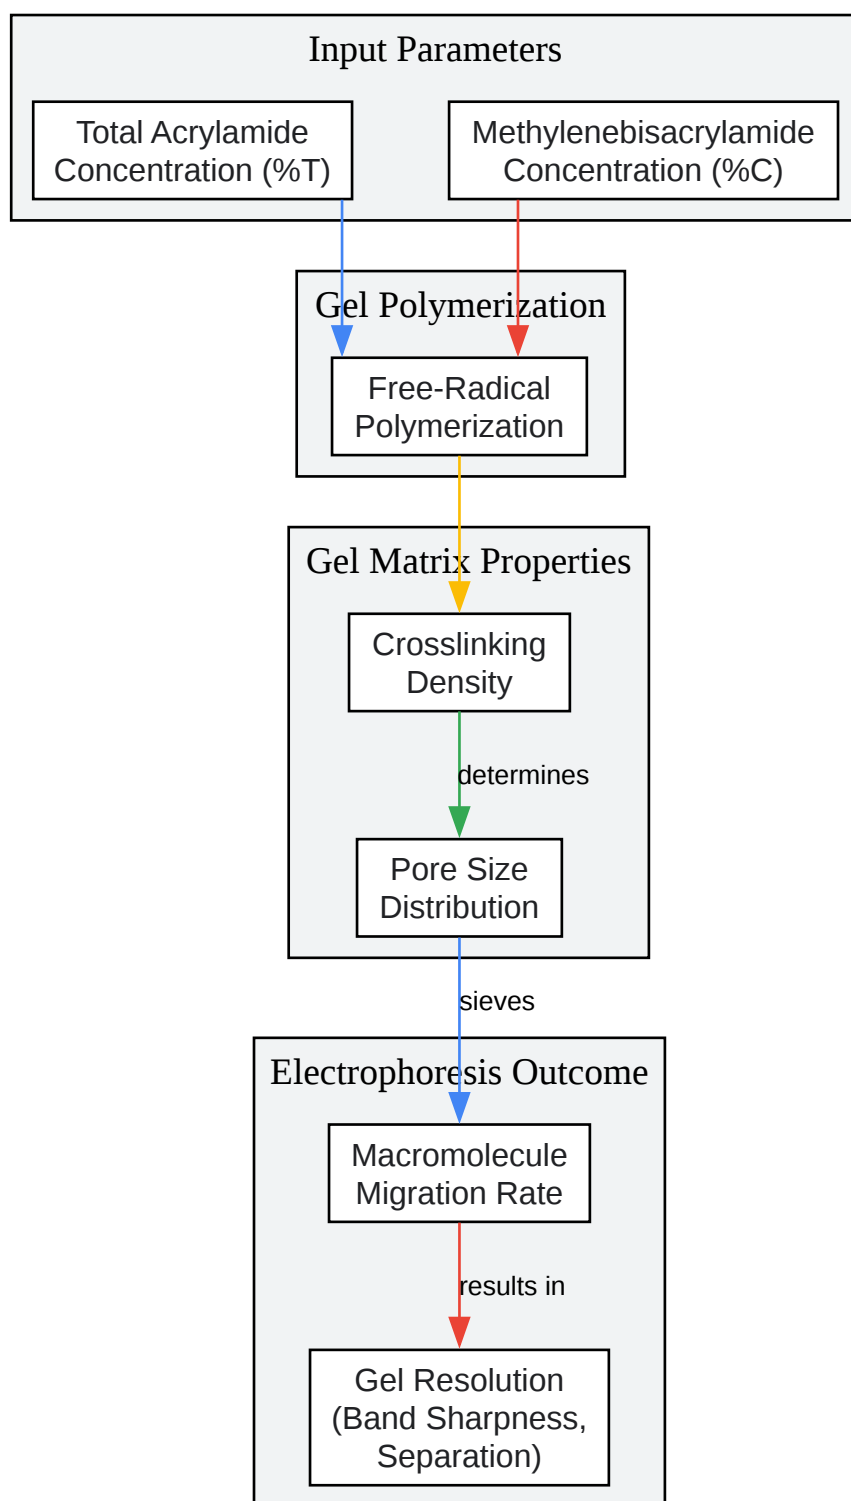 Input Parameters
Total Acrylamide
Concentration (%T)
Methylenebisacrylamide
Concentration (%C)
Gel Polymerization
Free-Radical
Polymerization
Gel Matrix Properties
Crosslinking
Density
determines
Pore Size
Distribution
sieves
Electrophoresis Outcome
Macromolecule
Migration Rate
results in
Gel Resolution
(Band Sharpness,
Separation)